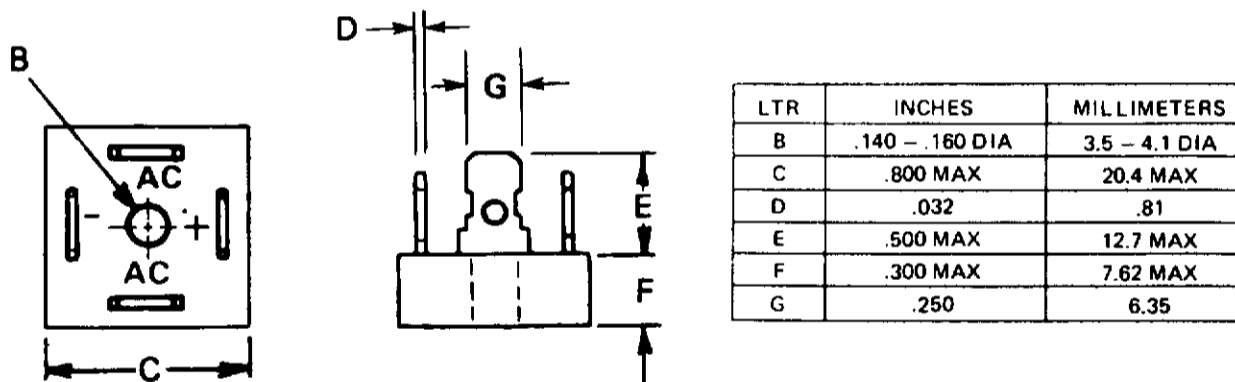 B
AC
- +
AC
C
D
G
E
F
LTR INCHES MILLIMETERS
B .140 – .160 DIA 3.5 – 4.1 DIA
C .800 MAX 20.4 MAX
D .032 .81
E .500 MAX 12.7 MAX
F .300 MAX 7.62 MAX
G .250 6.35